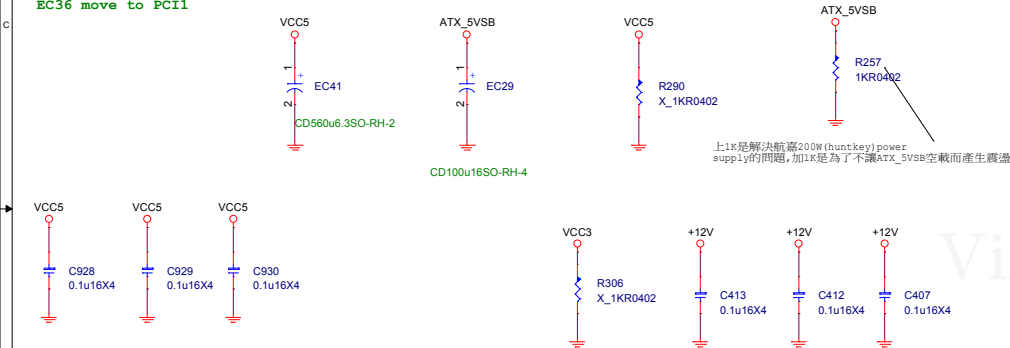 EC36 move to PCI1
C
VCC5
ATX_5VSB
VCC5
ATX_5VSB
1
+
EC41
2
CD560u6.3SO-RH-2
1
+
EC29
2
CD100u16SO-RH-4
R290
X_1KR0402
R257
1KR0402
上1K是解決航嘉200W(huntkey)power
supply的問題,加1K是為了不讓ATX_5VSB空載而產生震盪
VCC5
VCC5
VCC5
C928
0.1u16X4
C929
0.1u16X4
C930
0.1u16X4
VCC3
+12V
+12V
+12V
R306
X_1KR0402
C413
0.1u16X4
C412
0.1u16X4
C407
0.1u16X4
Vi